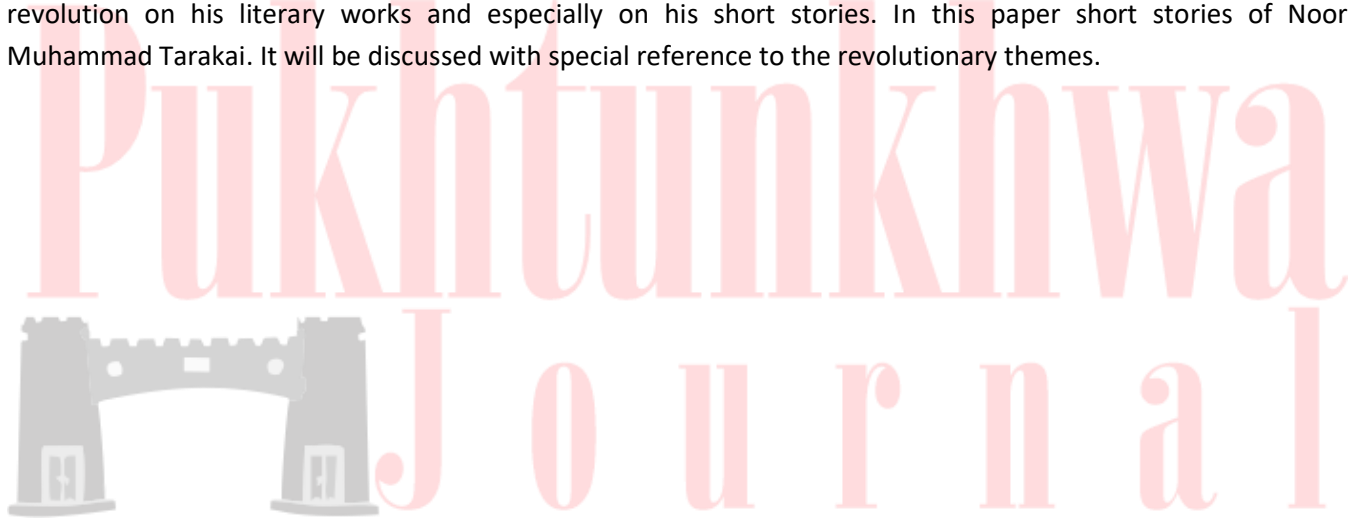 revolution on his literary works and especially on his short stories. In this paper short stories of Noor
Muhammad Tarakai. It will be discussed with special reference to the revolutionary themes.
Pukhtunkhwa
Journal